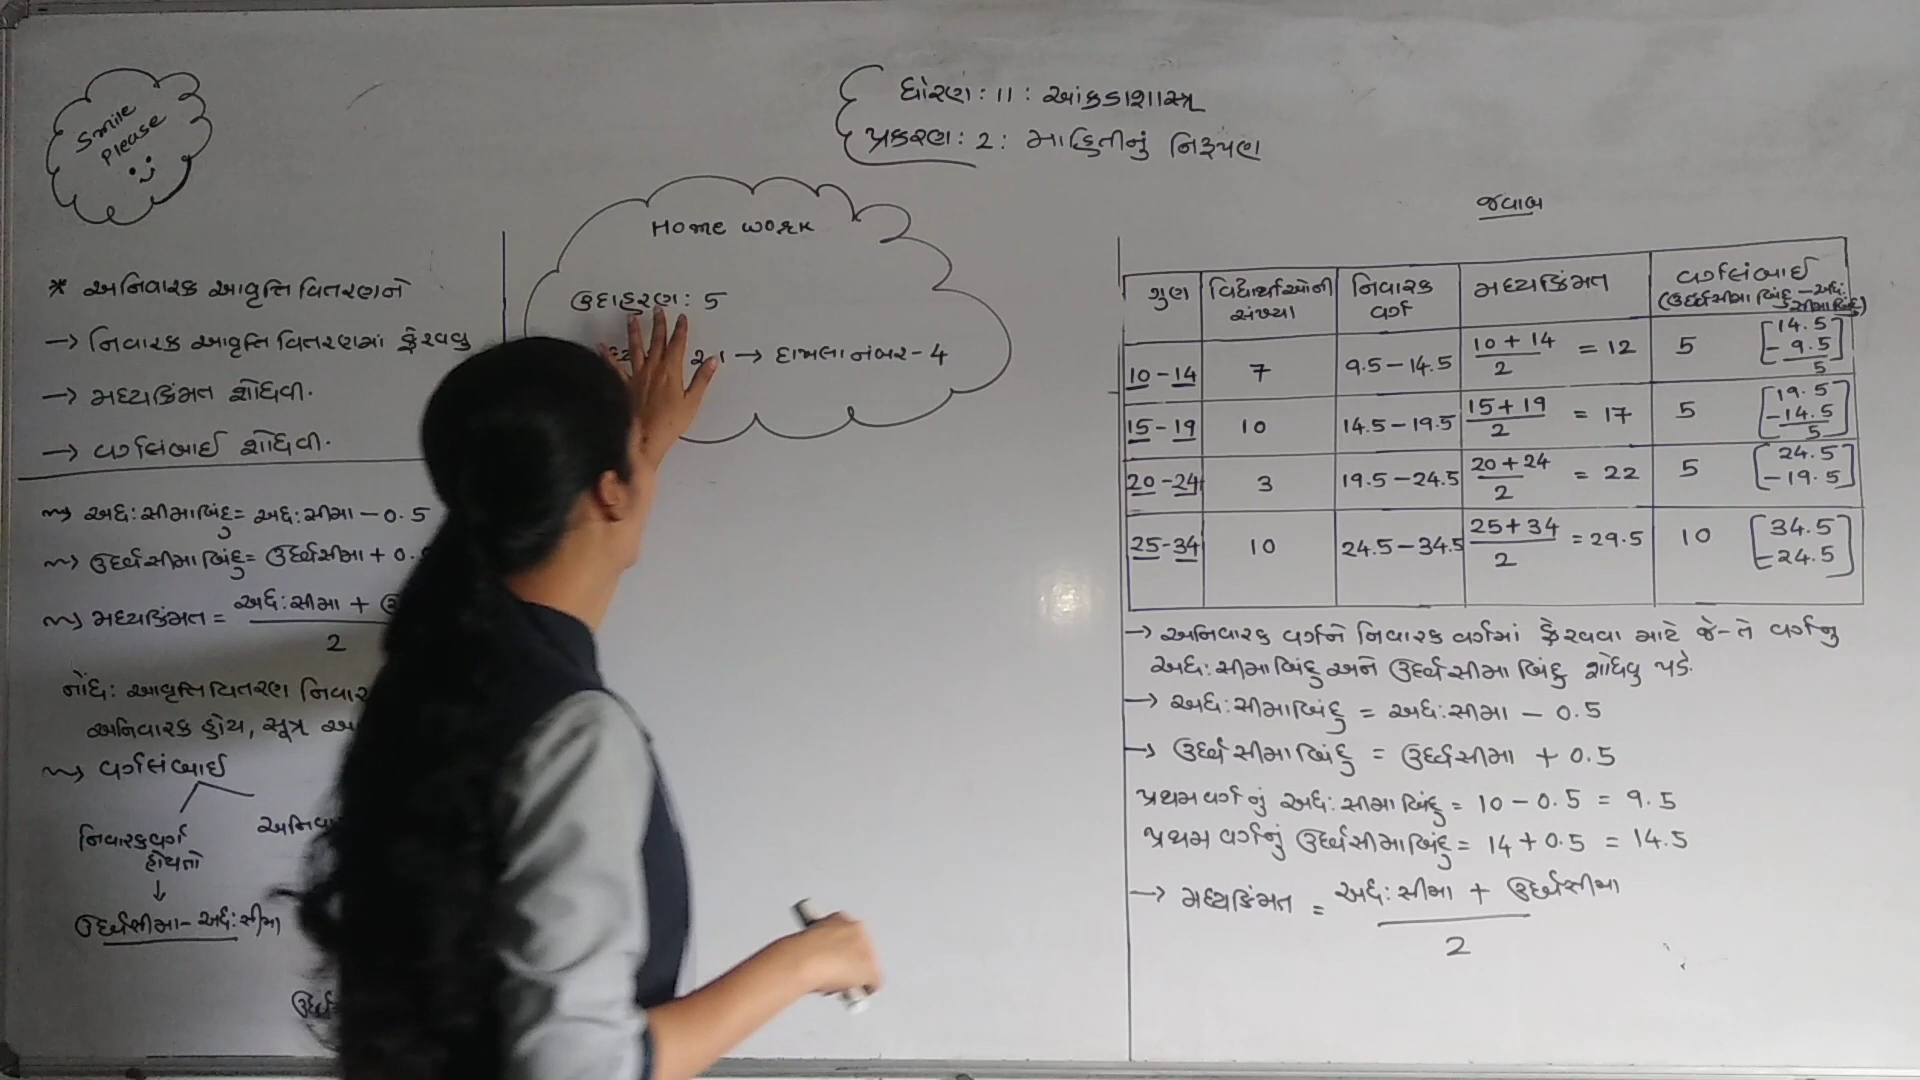 Smile
Please
ધોરણ: 11: આંકડાશાસ્ત્ર
પ્રકરણ: 2: માહિતીનું નિરૂપણ
* અનિવારક આવૃત્તિ વિતરણને
→ નિવારક આવૃત્તિ વિતરણમાં ફેરવવુ
→ મધ્યકિંમત શોધવી.
→ વર્ગલંબાઈ શોધવી.
અધ: સીમાબિંદુ = અધ: સીમા - 0.5
ઉર્ધ્વસીમાબિંદુ = ઉર્ધ્વસીમા + 0.
મધ્યકિંમત = અધ: સીમા +
2
નોંધ: આવૃત્તિ વિતરણ
અનિવારક હોય, સૂત્ર
વર્ગલંબાઈ
નિવારકવર્ગ
હોયતો
↓
ઉર્ધ્વસીમા - અધ: સીમા
Home work
ઉદાહરણ: 5
2.1 → દાખલા નંબર - 4
જવાબ
ગુણ વિદ્યાર્થીઓની સંખ્યા નિવારક વર્ગ મધ્યકિંમત વર્ગલંબાઈ (ઉર્ધ્વસીમા બિંદુ - અધ: સીમાબિંદુ)
10 - 14 7 9.5 - 14.5 10 + 14 / 2 = 12 5 [14.5 - 9.5 5]
15 - 19 10 14.5 - 19.5 15 + 19 / 2 = 17 5 [19.5 - 14.5 5]
20 - 24 3 19.5 - 24.5 20 + 24 / 2 = 22 5 [24.5 - 19.5]
25 - 34 10 24.5 - 34.5 25 + 34 / 2 = 29.5 10 [34.5 - 24.5]
→ અનિવારક વર્ગને નિવારક વર્ગમાં ફેરવવા માટે જે-તે વર્ગનુ
અધ: સીમાબિંદુ અને ઉર્ધ્વસીમા બિંદુ શોધવુ પડે.
→ અધ: સીમાબિંદુ = અધ: સીમા - 0.5
→ ઉર્ધ્વસીમાબિંદુ = ઉર્ધ્વસીમા + 0.5
પ્રથમ વર્ગનું અધ: સીમાબિંદુ = 10 - 0.5 = 9.5
પ્રથમ વર્ગનું ઉર્ધ્વસીમાબિંદુ = 14 + 0.5 = 14.5
→ મધ્યકિંમત = અધ: સીમા + ઉર્ધ્વસીમા
2